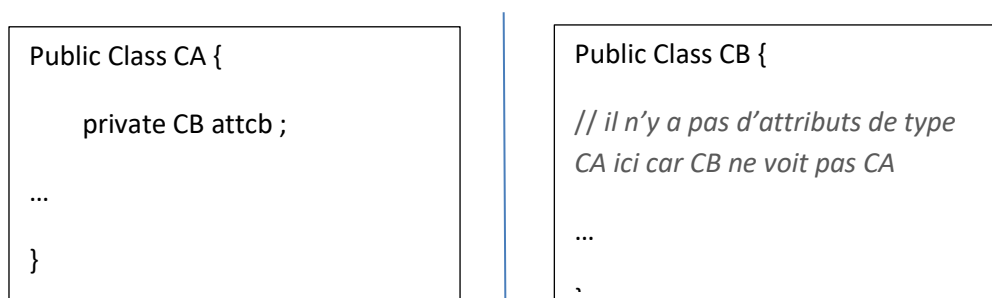 Public Class CA {
private CB attcb ;
...
}
Public Class CB {
// il n’y a pas d’attributs de type
CA ici car CB ne voit pas CA
...
}